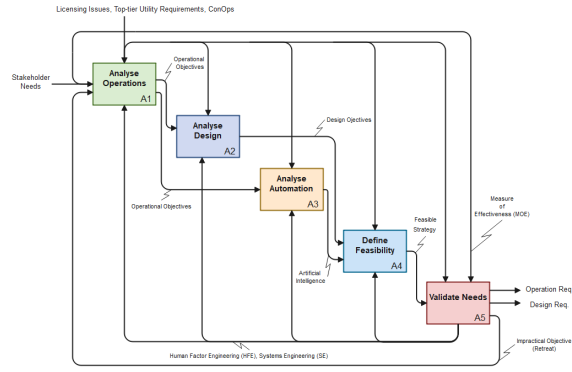 Licensing Issues, Top-tier Utility Requirements, ConOps
Stakeholder
Needs
Analyse
Operations
A1
Operational
Objectives
Analyse
Design
A2
Design Ojectives
Analyse
Automation
A3
Operational Objectives
Measure
of
Effectiveness (MOE)
Feasible
Strategy
Define
Feasibility
A4
Artificial
Intelligence
Validate Needs
A5
Operation Req
Design Req.
Impractical Objective
(Retreat)
Human Factor Engineering (HFE), Systems Engineering (SE)